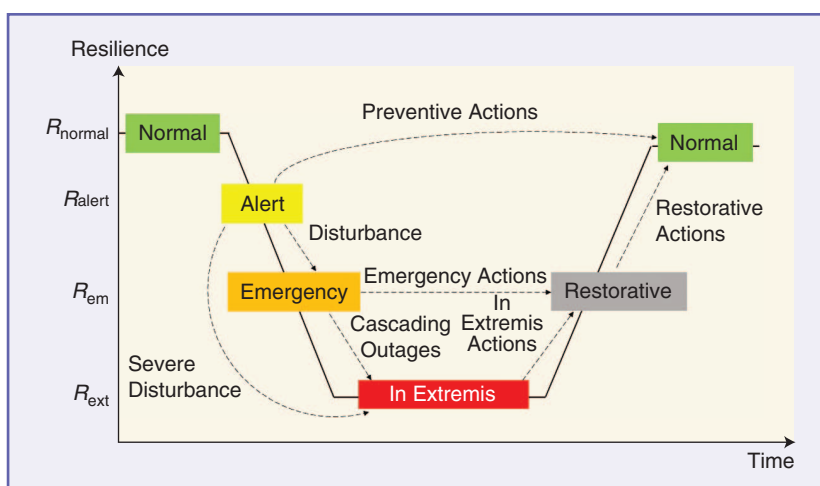 Resilience
Preventive Actions
Rnormal
Normal
Normal
Ralert
Alert
Restorative
Actions
Disturbance
Rem
Emergency
Emergency Actions
Restorative
In
Extremis
Actions
Cascading
Outages
Severe
Disturbance
Rext
In Extremis
Time